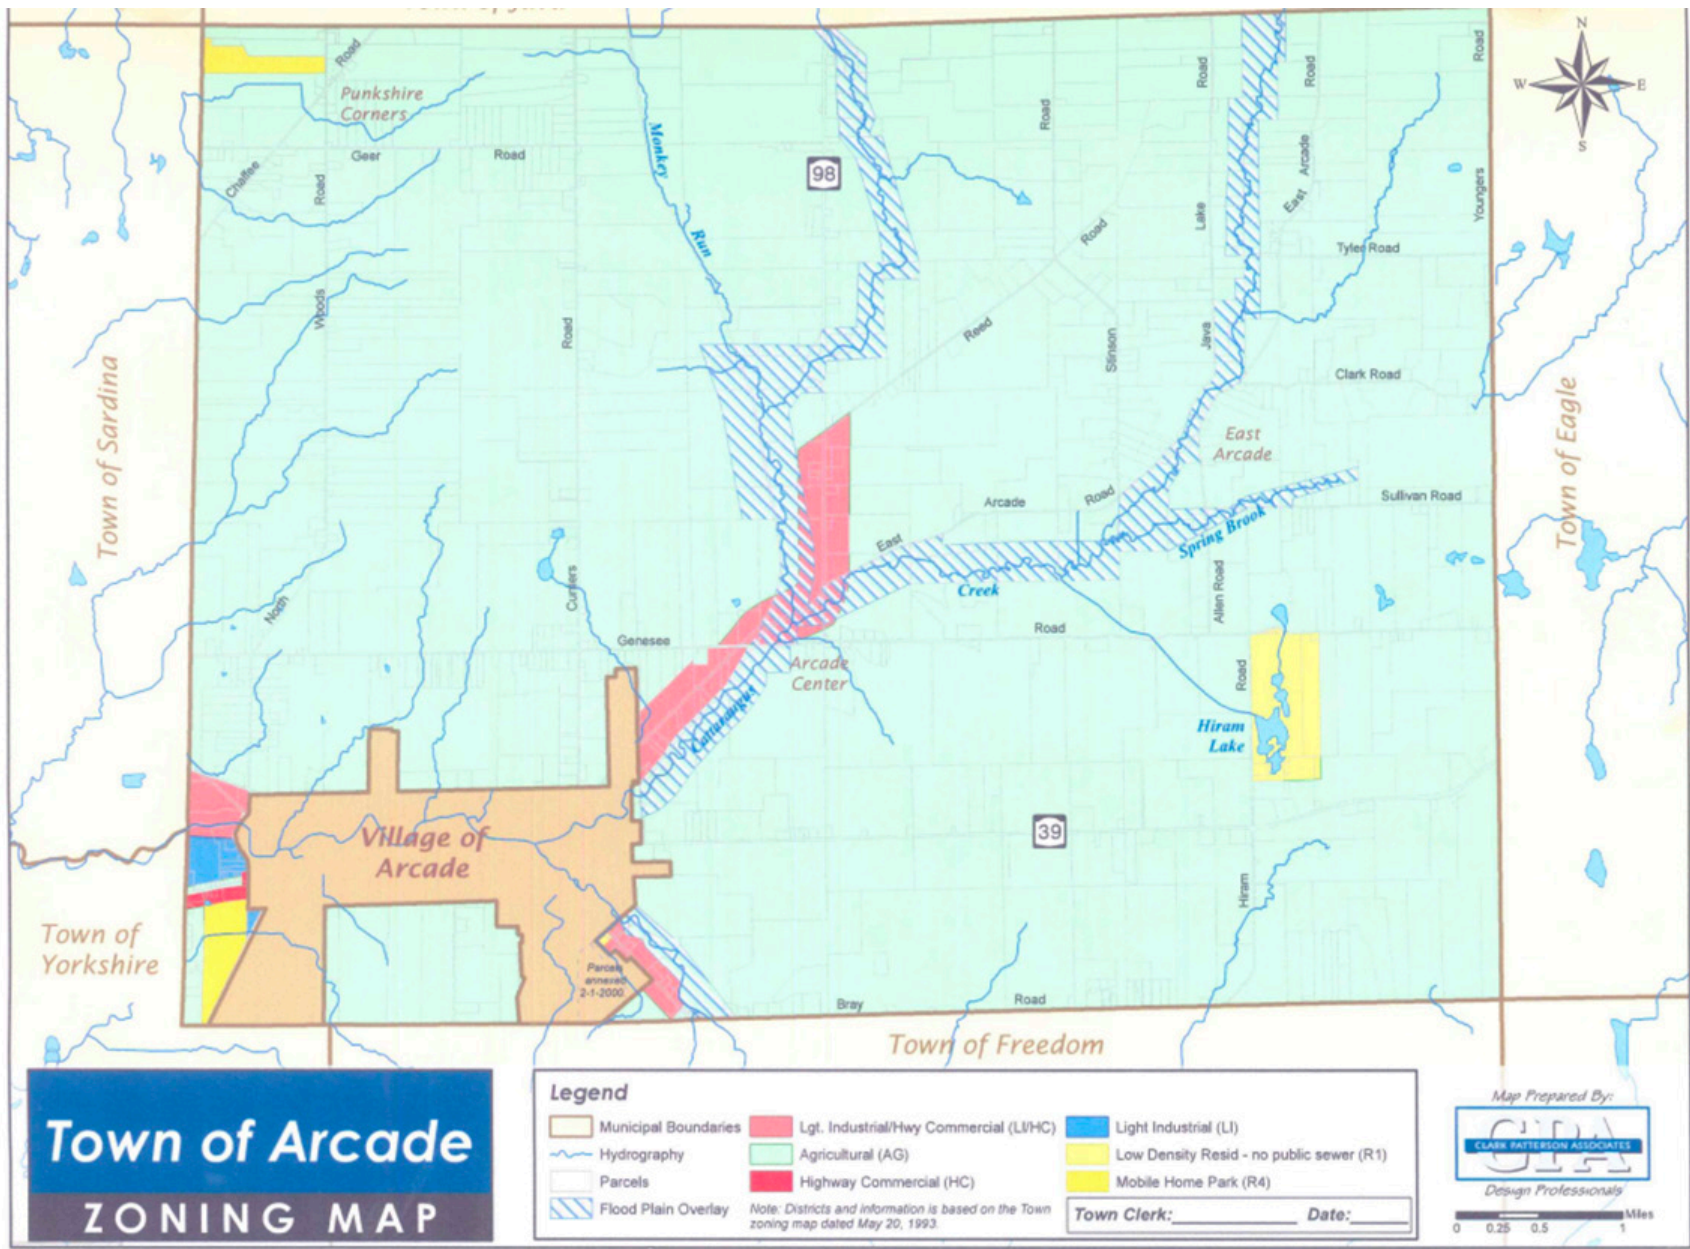 N
W
E
S
Road
Road
Road
Road
Road
Punkshire
Corners
Monkey
Run
98
Geer
Road
Chaffee
Road
Arcade
East
Lake
Youngers
Road
Tyler Road
Woods
Road
Reed
Stinson
Java
Clark Road
Town of Sardina
Town of Eagle
East
Arcade
Arcade
Road
Sullivan Road
East
Spring Brook
Creek
Curriers
Allen Road
North
Genesee
Road
Arcade
Center
Road
Cattaraugus
Hiram
Lake
39
Village of
Arcade
Hiram
Town of
Yorkshire
Parcels
annexed
2-1-2000
Bray
Road
Town of Freedom
Town of Arcade
ZONING MAP
Legend
Municipal Boundaries
Hydrography
Parcels
Flood Plain Overlay
Lgt. Industrial/Hwy Commercial (LI/HC)
Agricultural (AG)
Highway Commercial (HC)
Note: Districts and information is based on the Town
zoning map dated May 20, 1993.
Light Industrial (LI)
Low Density Resid - no public sewer (R1)
Mobile Home Park (R4)
Town Clerk:____________ Date:______
Map Prepared By:
CPA
CLARK PATTERSON ASSOCIATES
Design Professionals
Miles
0 0.25 0.5 1